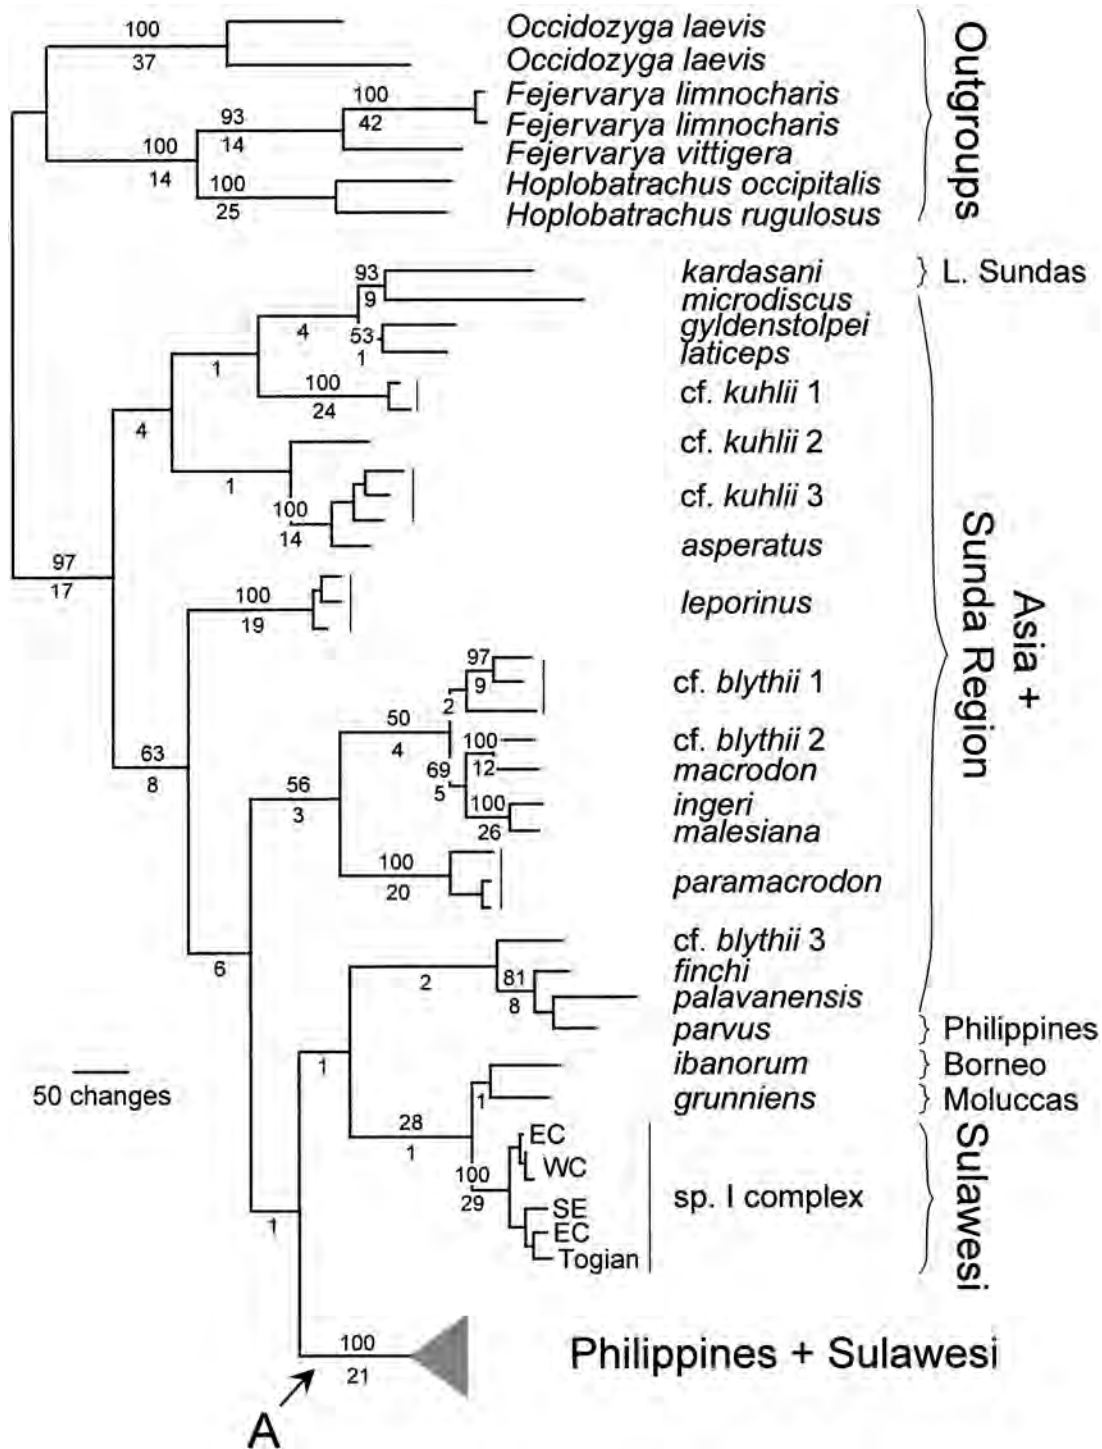 100
37
Occidozyga laevis
Occidozyga laevis
100
42
Fejervarya limnocharis
Fejervarya limnocharis
93
14
Fejervarya vittigera
100
14
100
25
Hoplobatrachus occipitalis
Hoplobatrachus rugulosus
Outgroups
93
9
kardasani
L. Sundas
microdiscus
4
53
1
gyldenstolpei
laticeps
1
100
24
cf. kuhlii 1
4
cf. kuhlii 2
1
100
14
cf. kuhlii 3
asperatus
97
17
100
19
leporinus
Asia +
Sunda Region
97
9
2
cf. blythii 1
50
4
100
12
cf. blythii 2
macrodon
69
5
63
8
56
3
100
26
ingeri
malesiana
100
20
paramacrodon
cf. blythii 3
6
2
81
8
finchi
palavanensis
parvus
Philippines
1
ibanorum
Borneo
50 changes
1
grunniens
Moluccas
28
1
EC
WC
100
29
sp. I complex
SE
EC
Togian
Sulawesi
1
100
21
Philippines + Sulawesi
A